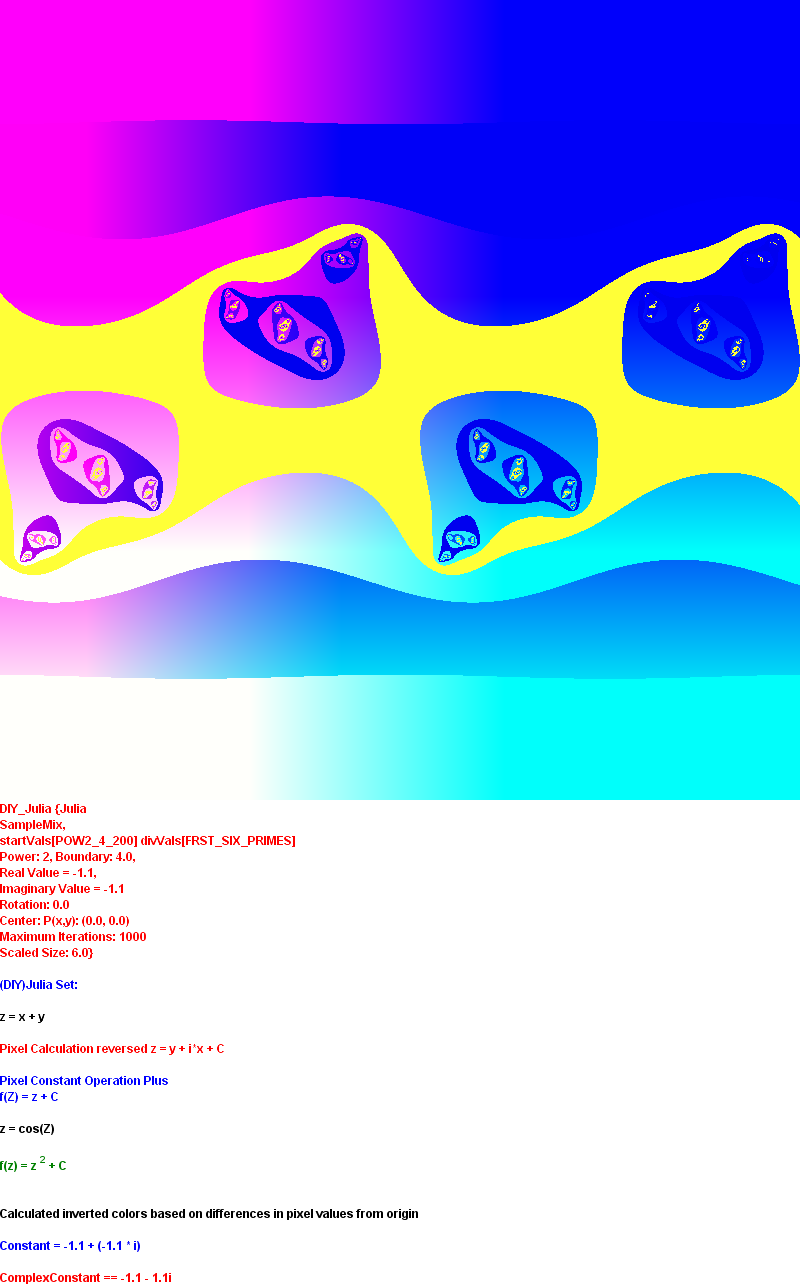 DIY_Julia {Julia
SampleMix,
startVals[POW2_4_200] divVals[FRST_SIX_PRIMES]
Power: 2, Boundary: 4.0,
Real Value = -1.1,
Imaginary Value = -1.1
Rotation: 0.0
Center: P(x,y): (0.0, 0.0)
Maximum Iterations: 1000
Scaled Size: 6.0}
(DIY)Julia Set:
z = x + y
Pixel Calculation reversed z = y + i*x + C
Pixel Constant Operation Plus
f(Z) = z + C
z = cos(Z)
f(z) = z ² + C
Calculated inverted colors based on differences in pixel values from origin
Constant = -1.1 + (-1.1 * i)
ComplexConstant == -1.1 - 1.1i